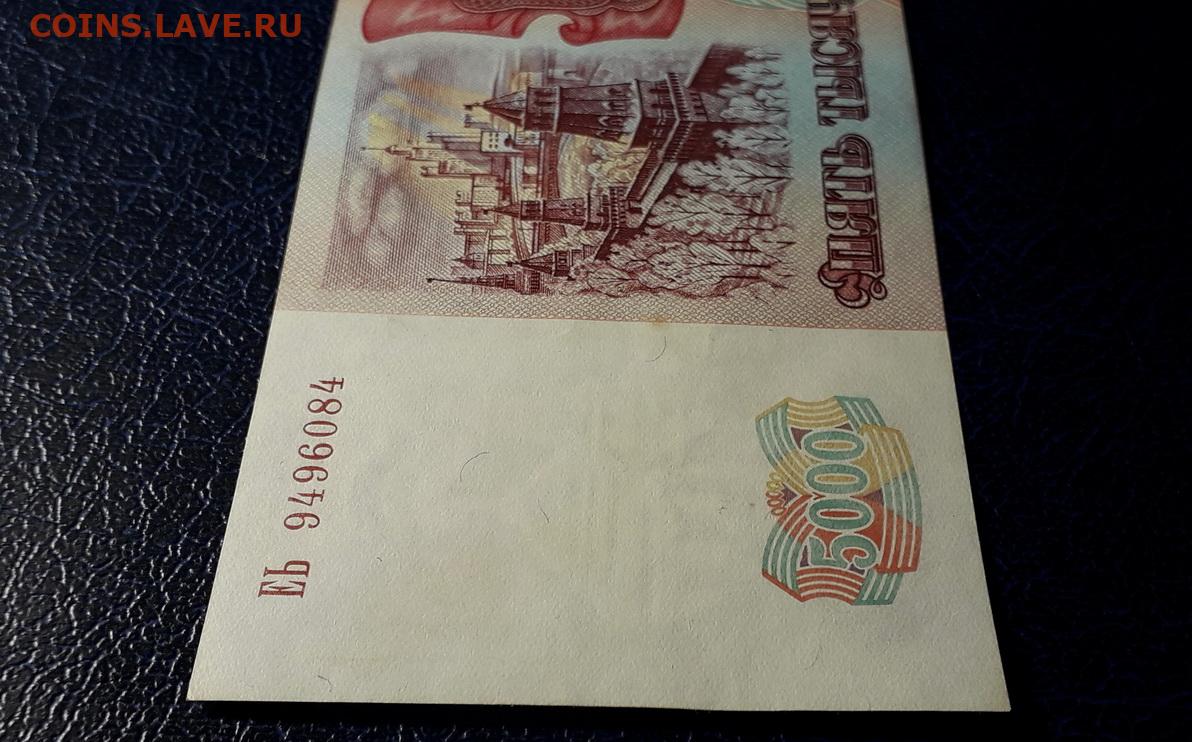 COINS.LAVE.RU
ПЯТЬ ТЫСЯЧ
ЕЬ 9496084
5000